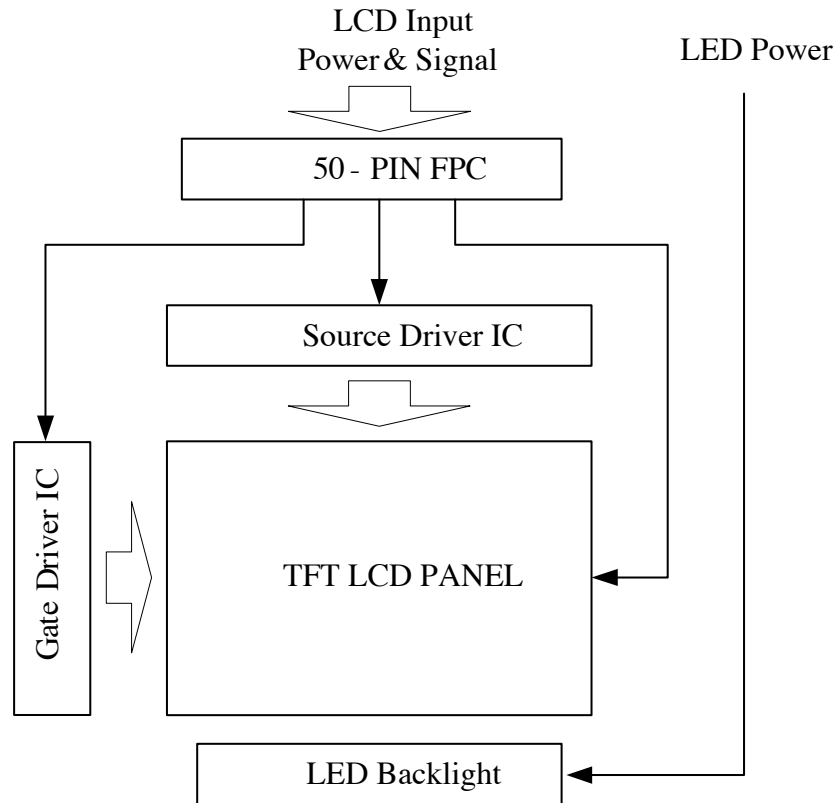 LCD Input
Power & Signal
LED Power
50 - PIN FPC
Source Driver IC
Gate Driver IC
TFT LCD PANEL
LED Backlight